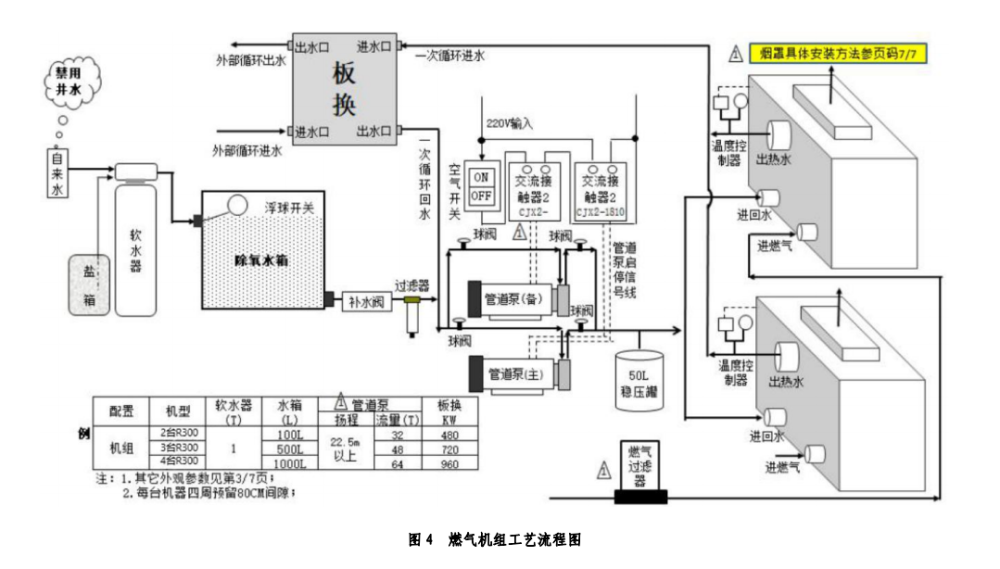 烟罩具体安装方法参页码7/7
1
出水口
进水口
外部循环出水
一次循环进水
板换
禁用
井水
220V输入
进水口
出水口
外部循环进水
温度控
制器
出热水
自来水
一次循环回水
空气开关
ON
OFF
交流接
触器2
CJX2-
交流接
触器2
CJX2-1810
进回水
浮球开关
1
球阀
球阀
管道
泵启
停信
号线
进燃气
软水器
除氧水箱
盐箱
过滤器
补水阀
管道泵(备)
球阀
球阀
管道泵(主)
50L
稳压罐
温度控
制器
出热水
进回水
进燃气
例
配置 机型 软水器(T) 水箱(L) 1 管道泵 板换KW
扬程 流量(T)
机组 2台R300 1 100L 22.5m以上 32 480
3台R300 500L 48 720
4台R300 1000L 64 960
1
燃气
过滤
器
注：1.其它外观参数见第3/7页；
2.每台机器四周预留80CM间隙；
图 4 燃气机组工艺流程图